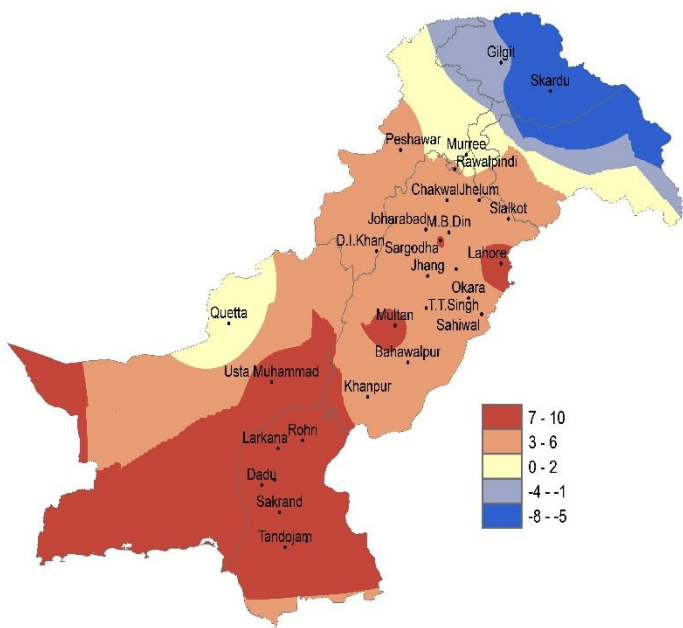 Gilgit
Skardu
Peshawar
Murree
Rawalpindi
Chakwal Jhelum
Sialkot
Joharabad M.B.Din
D.I.Khan
Sargodha
Lahore
Jhang
Okara
T.T.Singh
Multan
Sahiwal
Quetta
Bahawalpur
Usta Muhammad
Khanpur
7 - 10
3 - 6
0 - 2
-4 - -1
-8 - -5
Rohri
Larkana
Dadu
Sakrand
Tandojam